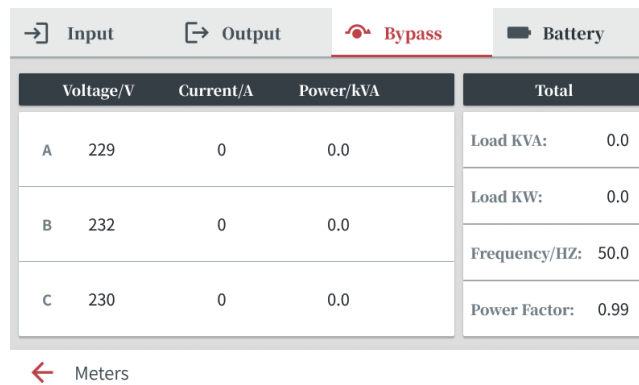 Input Output Bypass Battery
Voltage/V Current/A Power/kVA Total
A 229 0 0.0 Load KVA: 0.0
Load KW: 0.0
B 232 0 0.0
Frequency/HZ: 50.0
C 230 0 0.0 Power Factor: 0.99
Meters